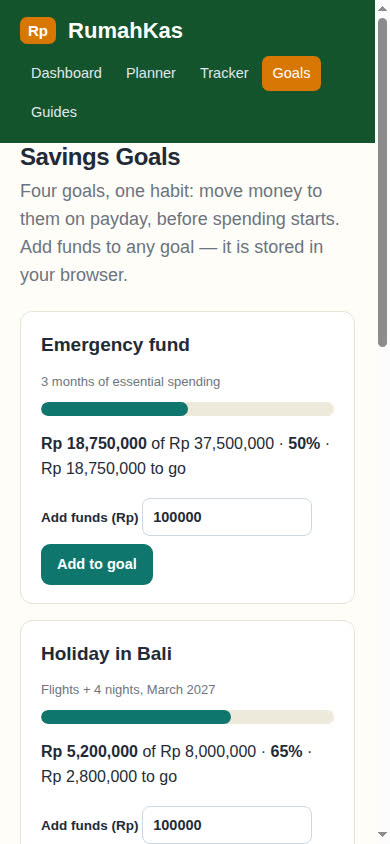 Rp RumahKas
Dashboard Planner Tracker Goals
Guides
Savings Goals
Four goals, one habit: move money to
them on payday, before spending starts.
Add funds to any goal — it is stored in
your browser.
Emergency fund
3 months of essential spending
Rp 18,750,000 of Rp 37,500,000 · 50% ·
Rp 18,750,000 to go
Add funds (Rp) 100000
Add to goal
Holiday in Bali
Flights + 4 nights, March 2027
Rp 5,200,000 of Rp 8,000,000 · 65% ·
Rp 2,800,000 to go
Add funds (Rp) 100000